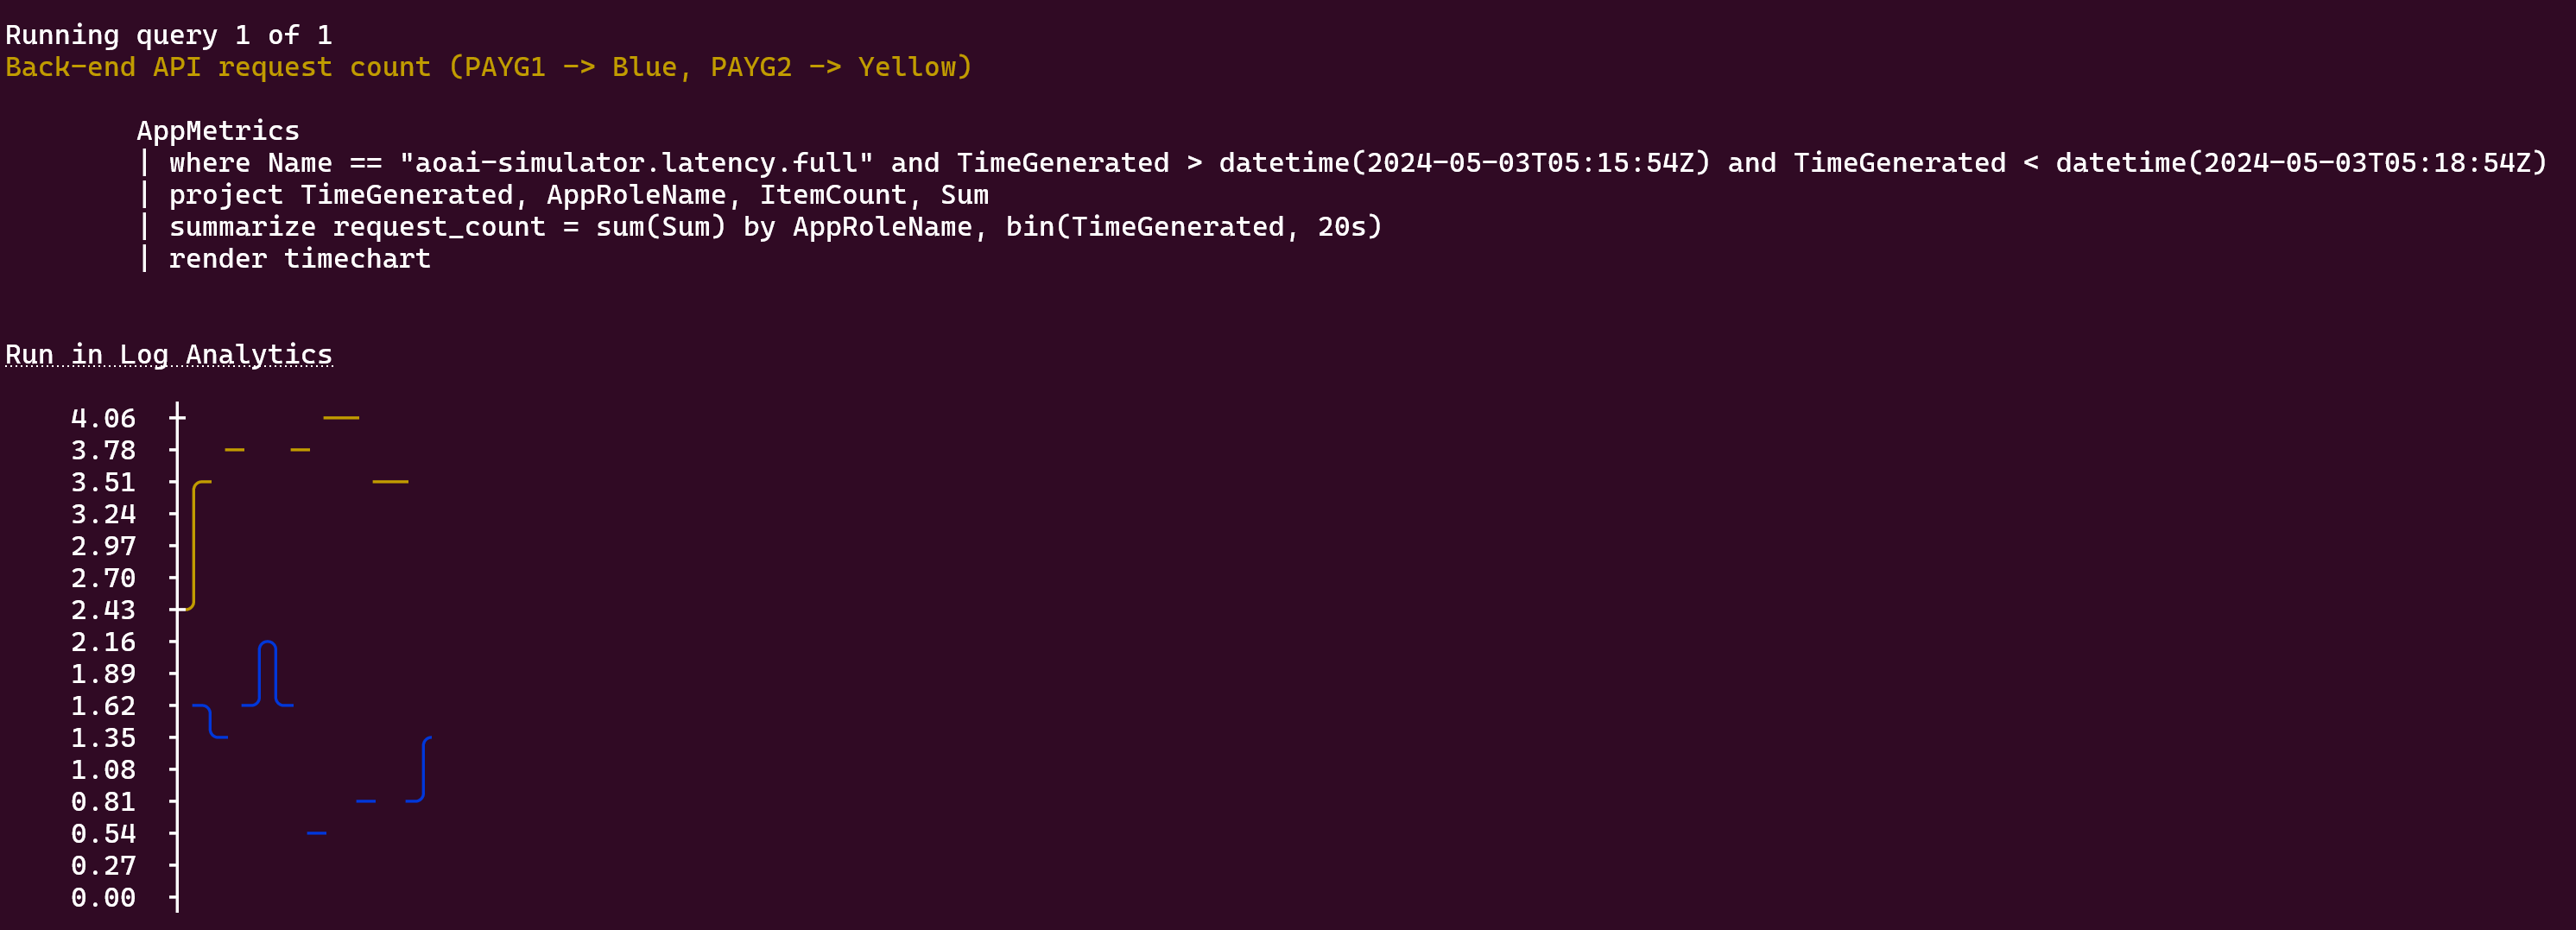 Running query 1 of 1
Back-end API request count (PAYG1 -> Blue, PAYG2 -> Yellow)
AppMetrics
| where Name == "aoai-simulator.latency.full" and TimeGenerated > datetime(2024-05-03T05:15:54Z) and TimeGenerated < datetime(2024-05-03T05:18:54Z)
| project TimeGenerated, AppRoleName, ItemCount, Sum
| summarize request_count = sum(Sum) by AppRoleName, bin(TimeGenerated, 20s)
| render timechart
Run in Log Analytics
4.06
3.78
3.51
3.24
2.97
2.70
2.43
2.16
1.89
1.62
1.35
1.08
0.81
0.54
0.27
0.00